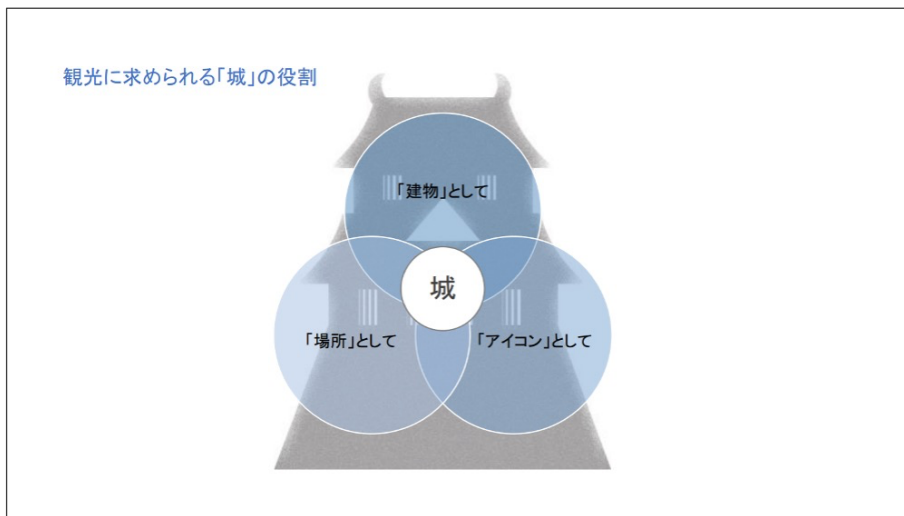 観光に求められる「城」の役割
「建物」として
城
「場所」として
「アイコン」として